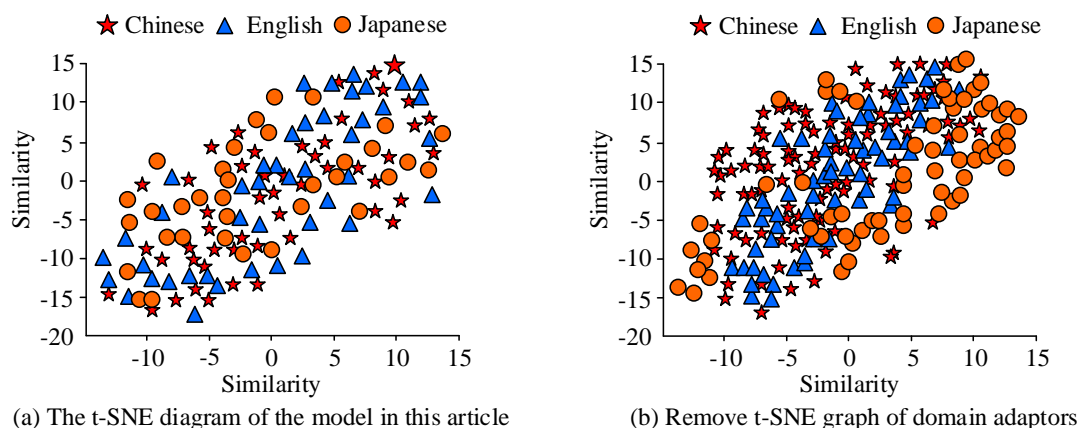 Chinese English Japanese
15
10
5
0
-5
-10
-15
-20
Similarity
-10 -5 0 5 10 15
Similarity
(a) The t-SNE diagram of the model in this article
Chinese English Japanese
15
10
5
0
-5
-10
-15
-20
Similarity
-10 -5 0 5 10 15
Similarity
(b) Remove t-SNE graph of domain adaptors